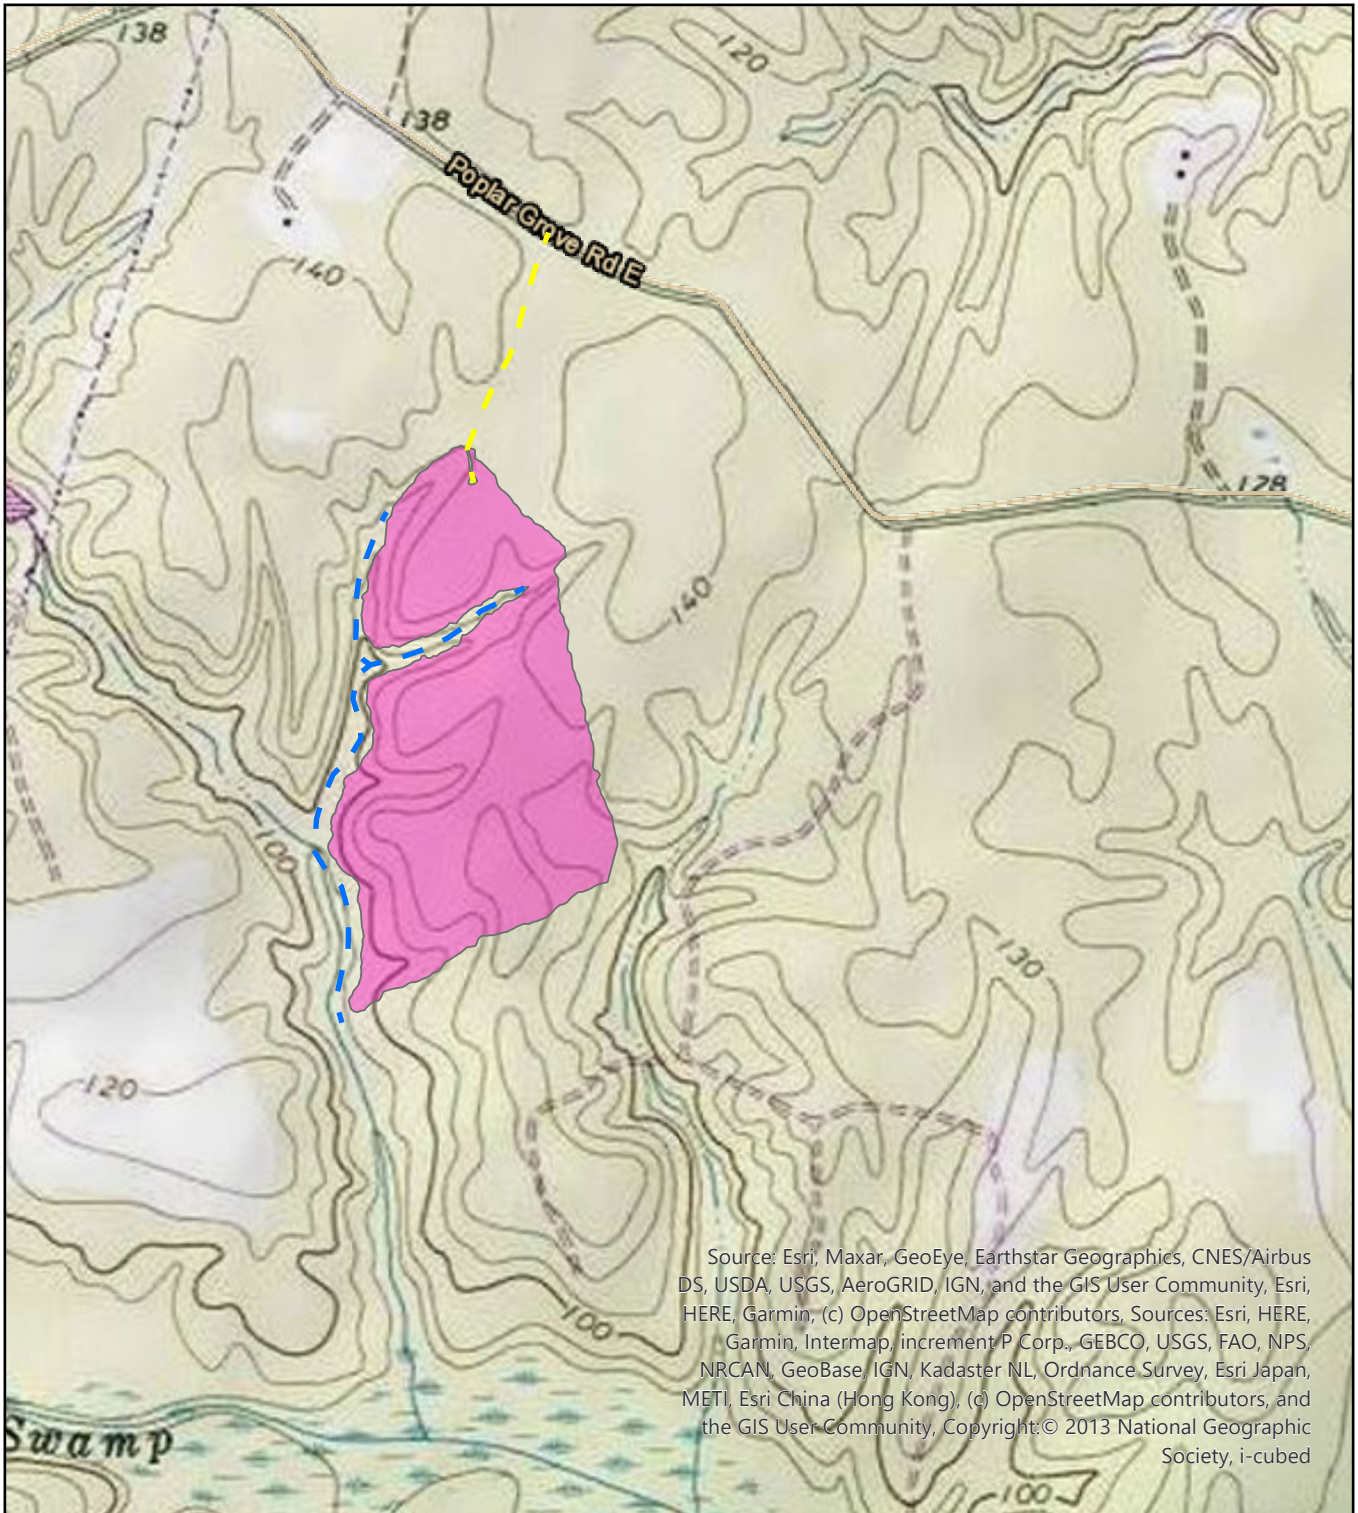 138
120
138
Poplar Grove Rd E
140
128
140
100
130
120
Source: Esri, Maxar, GeoEye, Earthstar Geographics, CNES/Airbus
DS, USDA, USGS, AeroGRID, IGN, and the GIS User Community, Esri,
HERE, Garmin, (c) OpenStreetMap contributors, Sources: Esri, HERE,
Garmin, Intermap, increment P Corp., GEBCO, USGS, FAO, NPS,
NRCAN, GeoBase, IGN, Kadaster NL, Ordnance Survey, Esri Japan,
METI, Esri China (Hong Kong), (c) OpenStreetMap contributors, and
the GIS User Community, Copyright:© 2013 National Geographic
Society, i-cubed
100
Swamp
100